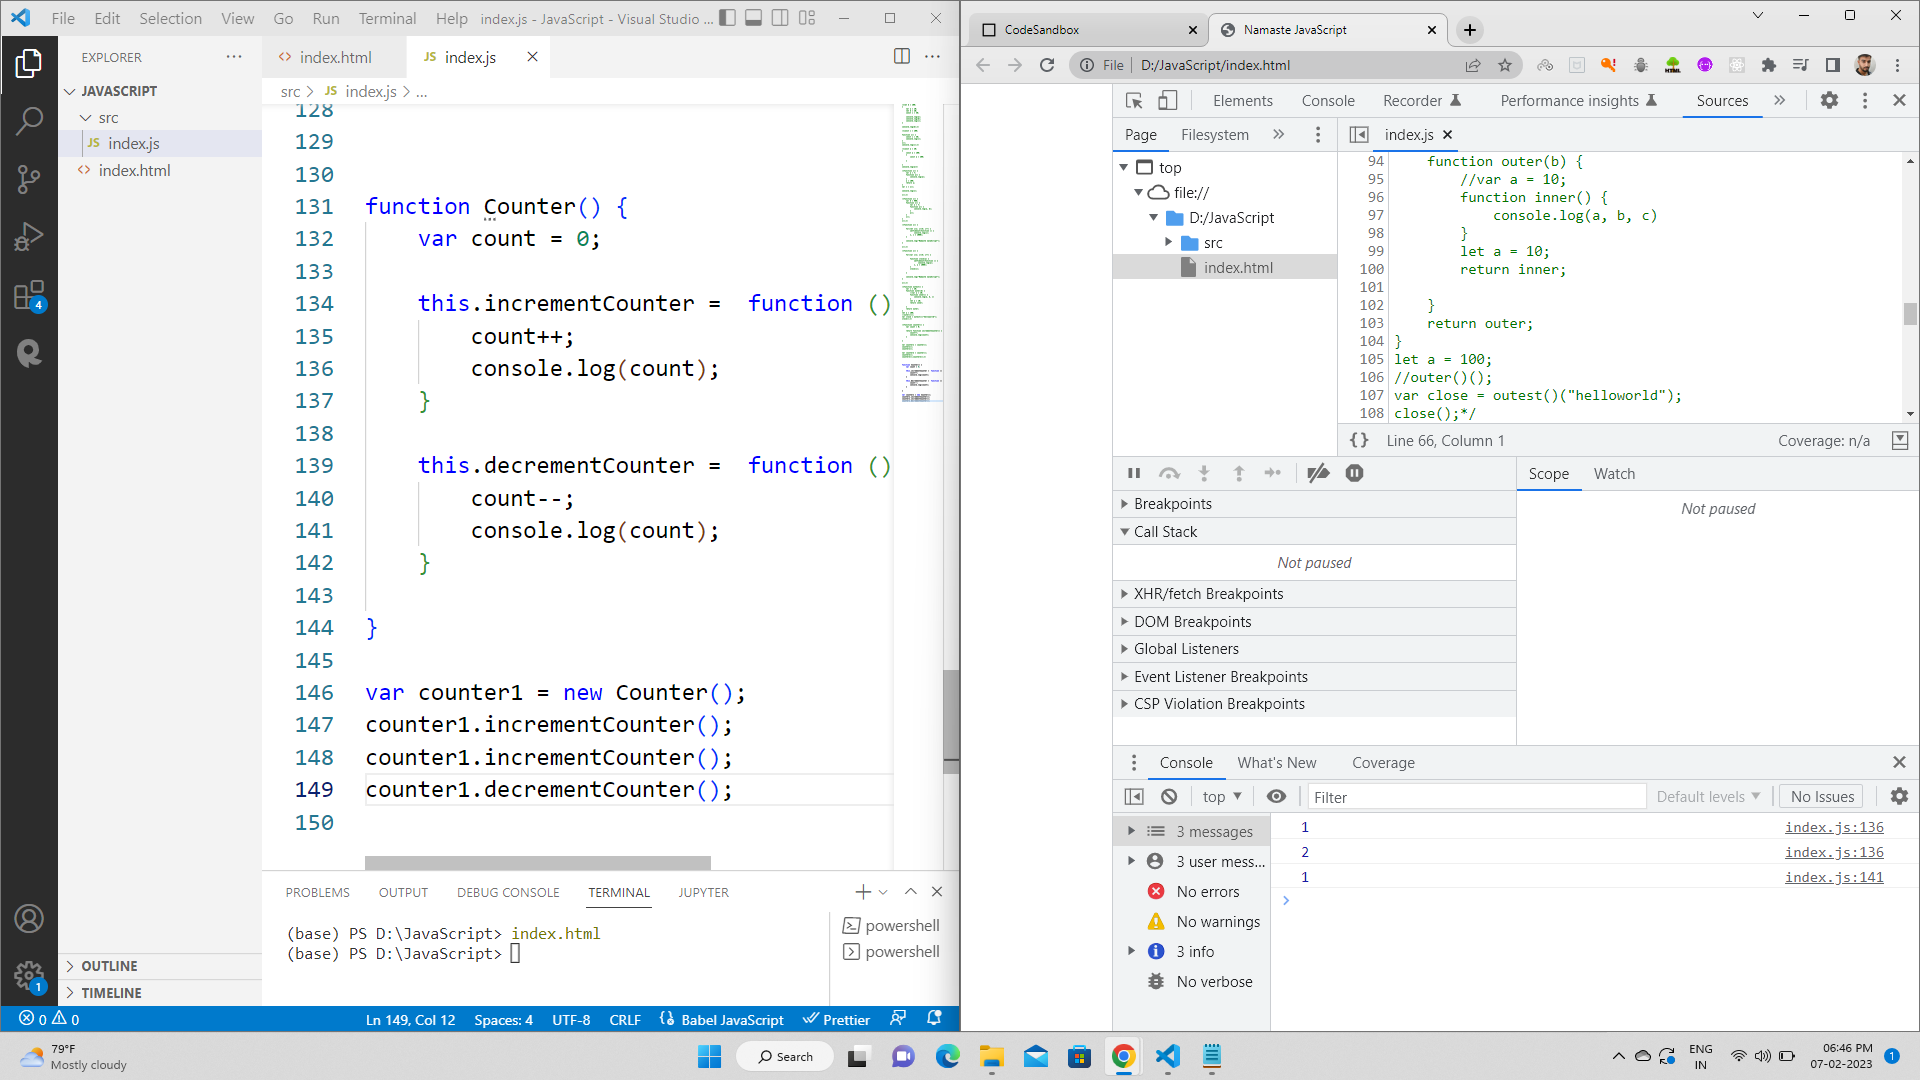 File Edit Selection View Go Run Terminal Help index.js - JavaScript - Visual Studio ...
EXPLORER
JAVASCRIPT
src
JS index.js
index.html
OUTLINE
TIMELINE
4
1
index.html
JS index.js
src > JS index.js > ...
128
129
130
131 function Counter() {
132 var count = 0;
133
134 this.incrementCounter = function ()
135 count++;
136 console.log(count);
137 }
138
139 this.decrementCounter = function ()
140 count--;
141 console.log(count);
142 }
143
144 }
145
146 var counter1 = new Counter();
147 counter1.incrementCounter();
148 counter1.incrementCounter();
149 counter1.decrementCounter();
150
PROBLEMS OUTPUT DEBUG CONSOLE TERMINAL JUPYTER
(base) PS D:\JavaScript> index.html
(base) PS D:\JavaScript>
powershell
powershell
0 0 Ln 149, Col 12 Spaces: 4 UTF-8 CRLF Babel JavaScript Prettier
CodeSandbox
Namaste JavaScript
File D:/JavaScript/index.html
Elements Console Recorder Performance insights Sources
Page Filesystem
index.js
top
file://
D:/JavaScript
src
index.html
94 function outer(b) {
95 //var a = 10;
96 function inner() {
97 console.log(a, b, c)
98 }
99 let a = 10;
100 return inner;
101
102 }
103 return outer;
104 }
105 let a = 100;
106 //outer()();
107 var close = outest()("helloworld");
108 close();*/
{} Line 66, Column 1 Coverage: n/a
Scope Watch
Not paused
Breakpoints
Call Stack
Not paused
XHR/fetch Breakpoints
DOM Breakpoints
Global Listeners
Event Listener Breakpoints
CSP Violation Breakpoints
Console What's New Coverage
top Filter Default levels No Issues
3 messages
3 user mess...
No errors
No warnings
3 info
No verbose
1 index.js:136
2 index.js:136
1 index.js:141
79°F
Mostly cloudy
Search
ENG
IN
06:46 PM
07-02-2023
1